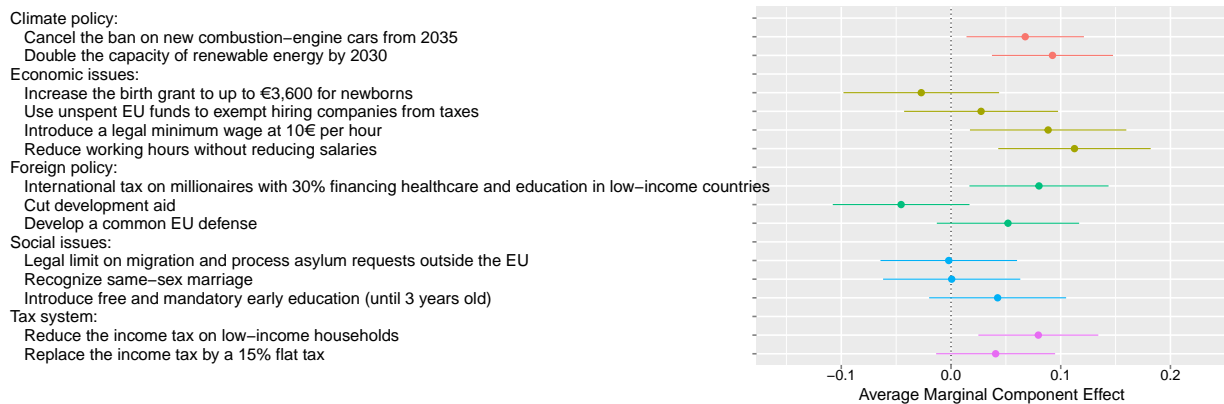 Climate policy:
Cancel the ban on new combustion−engine cars from 2035
Double the capacity of renewable energy by 2030
Economic issues:
Increase the birth grant to up to €3,600 for newborns
Use unspent EU funds to exempt hiring companies from taxes
Introduce a legal minimum wage at 10€ per hour
Reduce working hours without reducing salaries
Foreign policy:
International tax on millionaires with 30% financing healthcare and education in low−income countries
Cut development aid
Develop a common EU defense
Social issues:
Legal limit on migration and process asylum requests outside the EU
Recognize same−sex marriage
Introduce free and mandatory early education (until 3 years old)
Tax system:
Reduce the income tax on low−income households
Replace the income tax by a 15% flat tax
−0.1 0.0 0.1 0.2
Average Marginal Component Effect